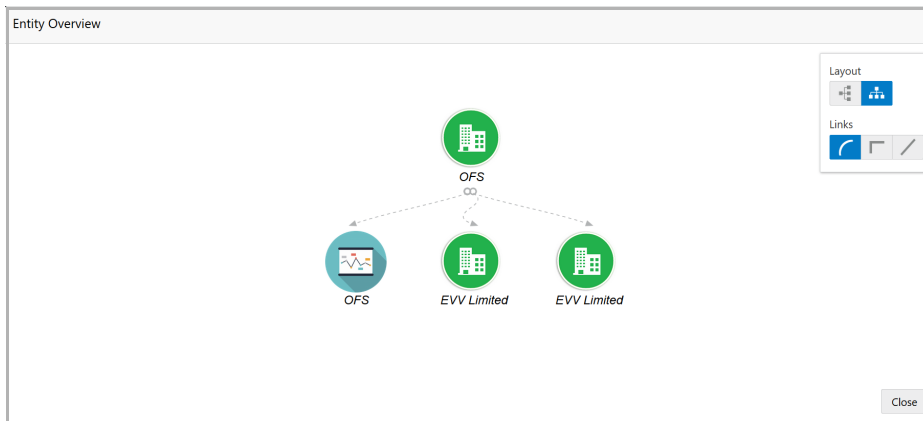 Entity Overview
Layout
Links
OFS
OFS
EVV Limited
EVV Limited
Close